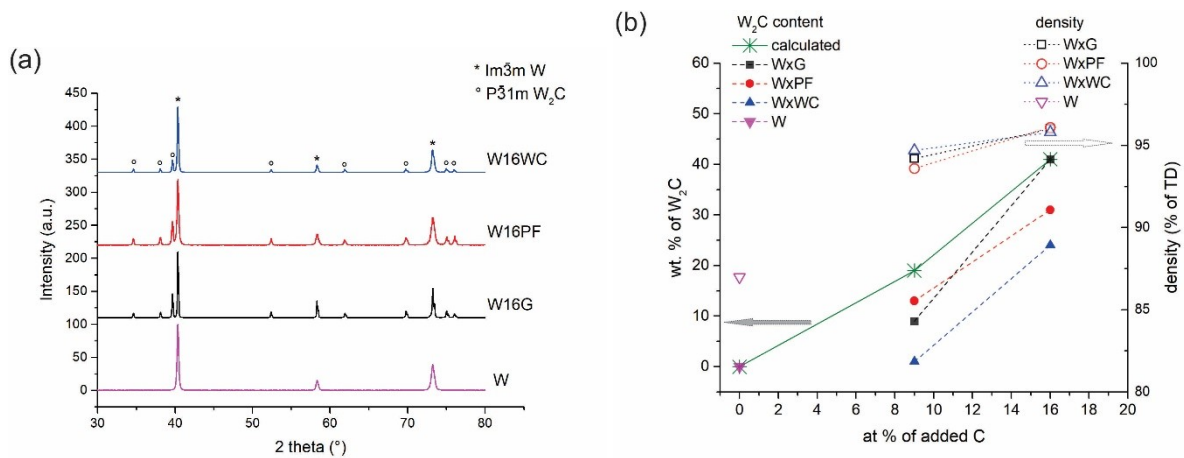 (a)
* Im3̄m W
° P3̄1m W₂C
450
400
350
300
250
200
150
100
50
0
Intensity (a.u.)
* * *
W16WC
W16PF
W16G
W
30 40 50 60 70 80
2 theta (°)
(b)
W₂C content
calculated
WxG
WxPF
WxWC
W
density
WxG
WxPF
WxWC
W
60
50
40
30
20
10
0
wt. % of W₂C
100
95
90
85
80
density (% of TD)
0 2 4 6 8 10 12 14 16 18 20
at % of added C